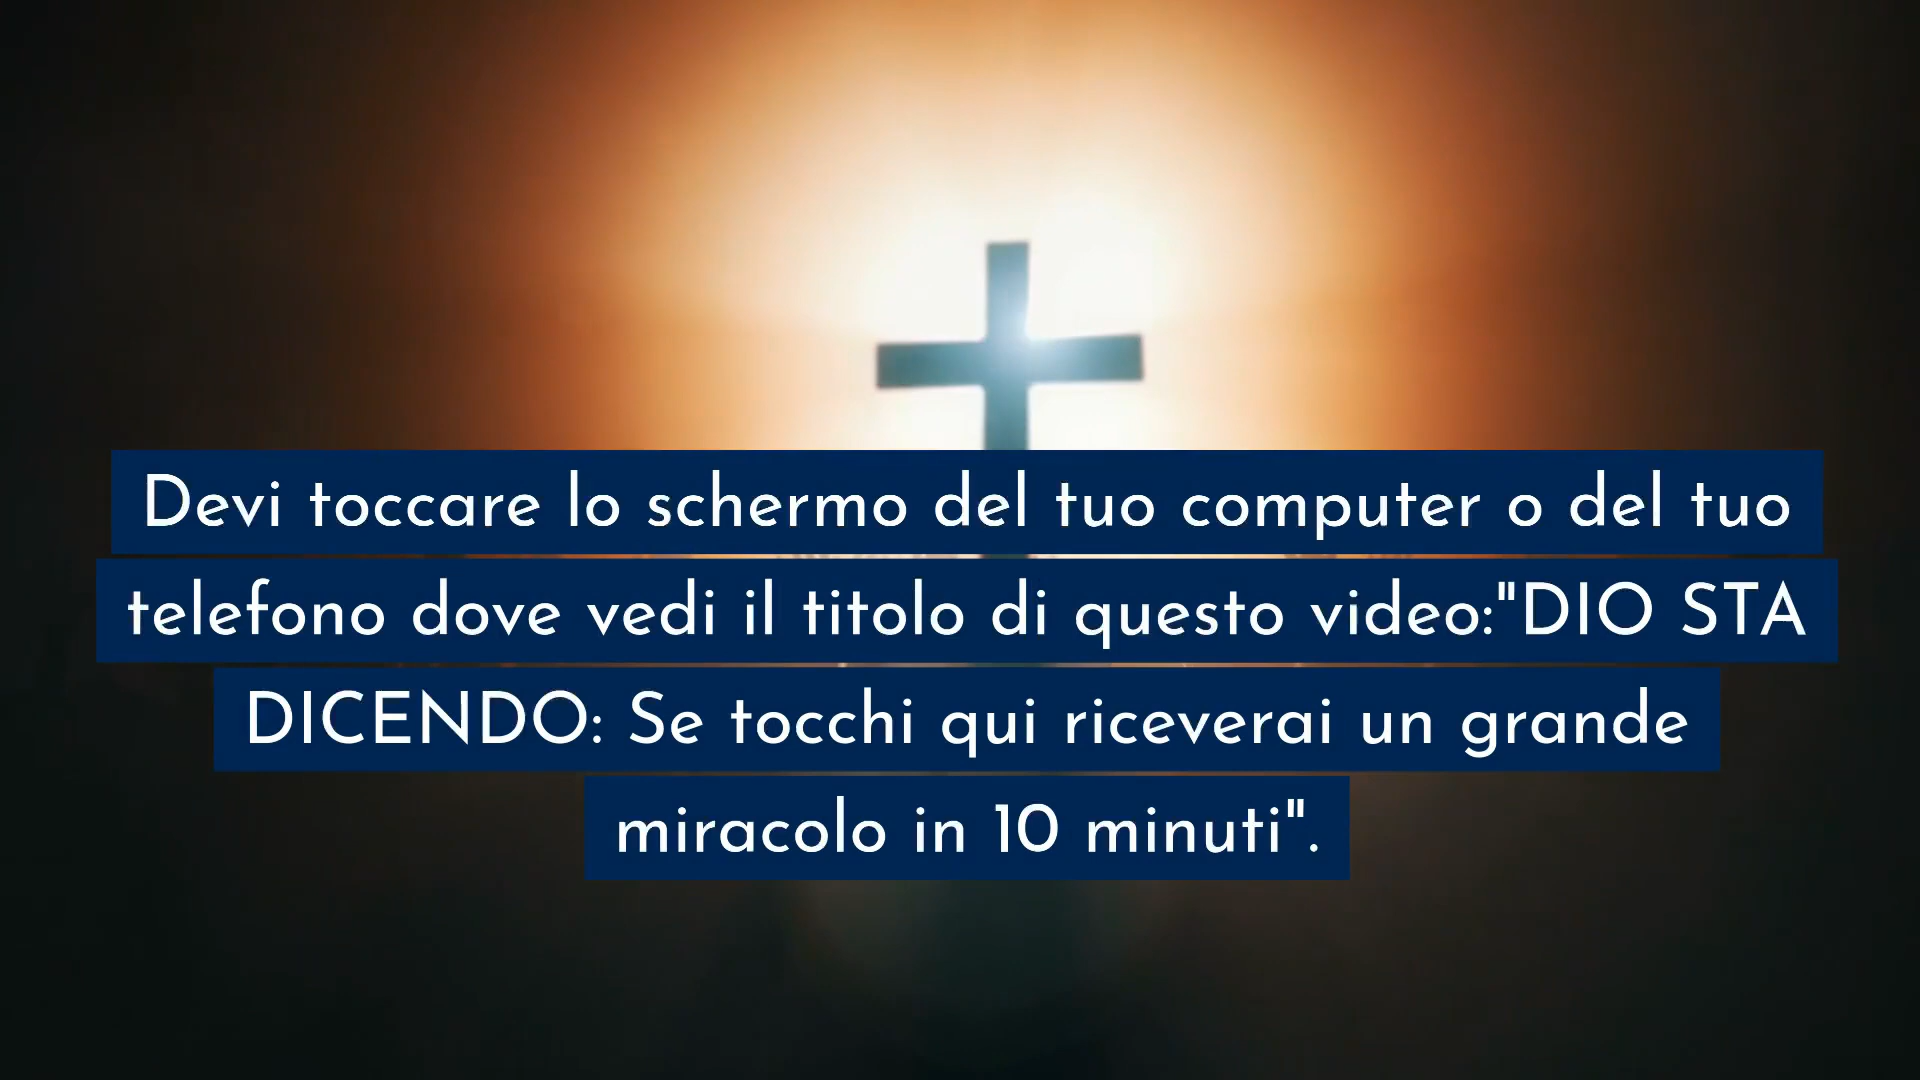 Devi toccare lo schermo del tuo computer o del tuo
telefono dove vedi il titolo di questo video:"DIO STA
DICENDO: Se tocchi qui riceverai un grande
miracolo in 10 minuti".